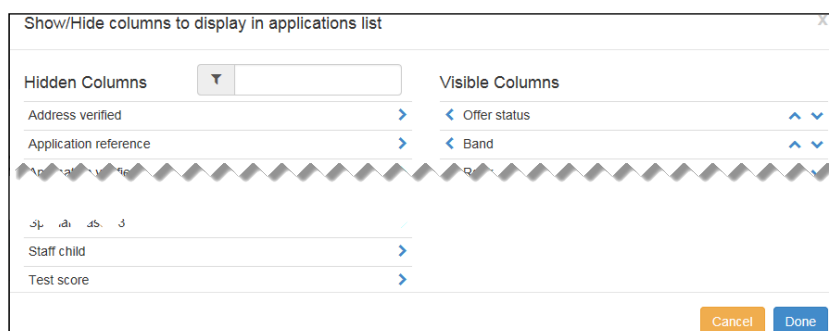 Show/Hide columns to display in applications list
X
Hidden Columns
Visible Columns
Address verified
Offer status
Application reference
Band
Staff child
Test score
Cancel
Done